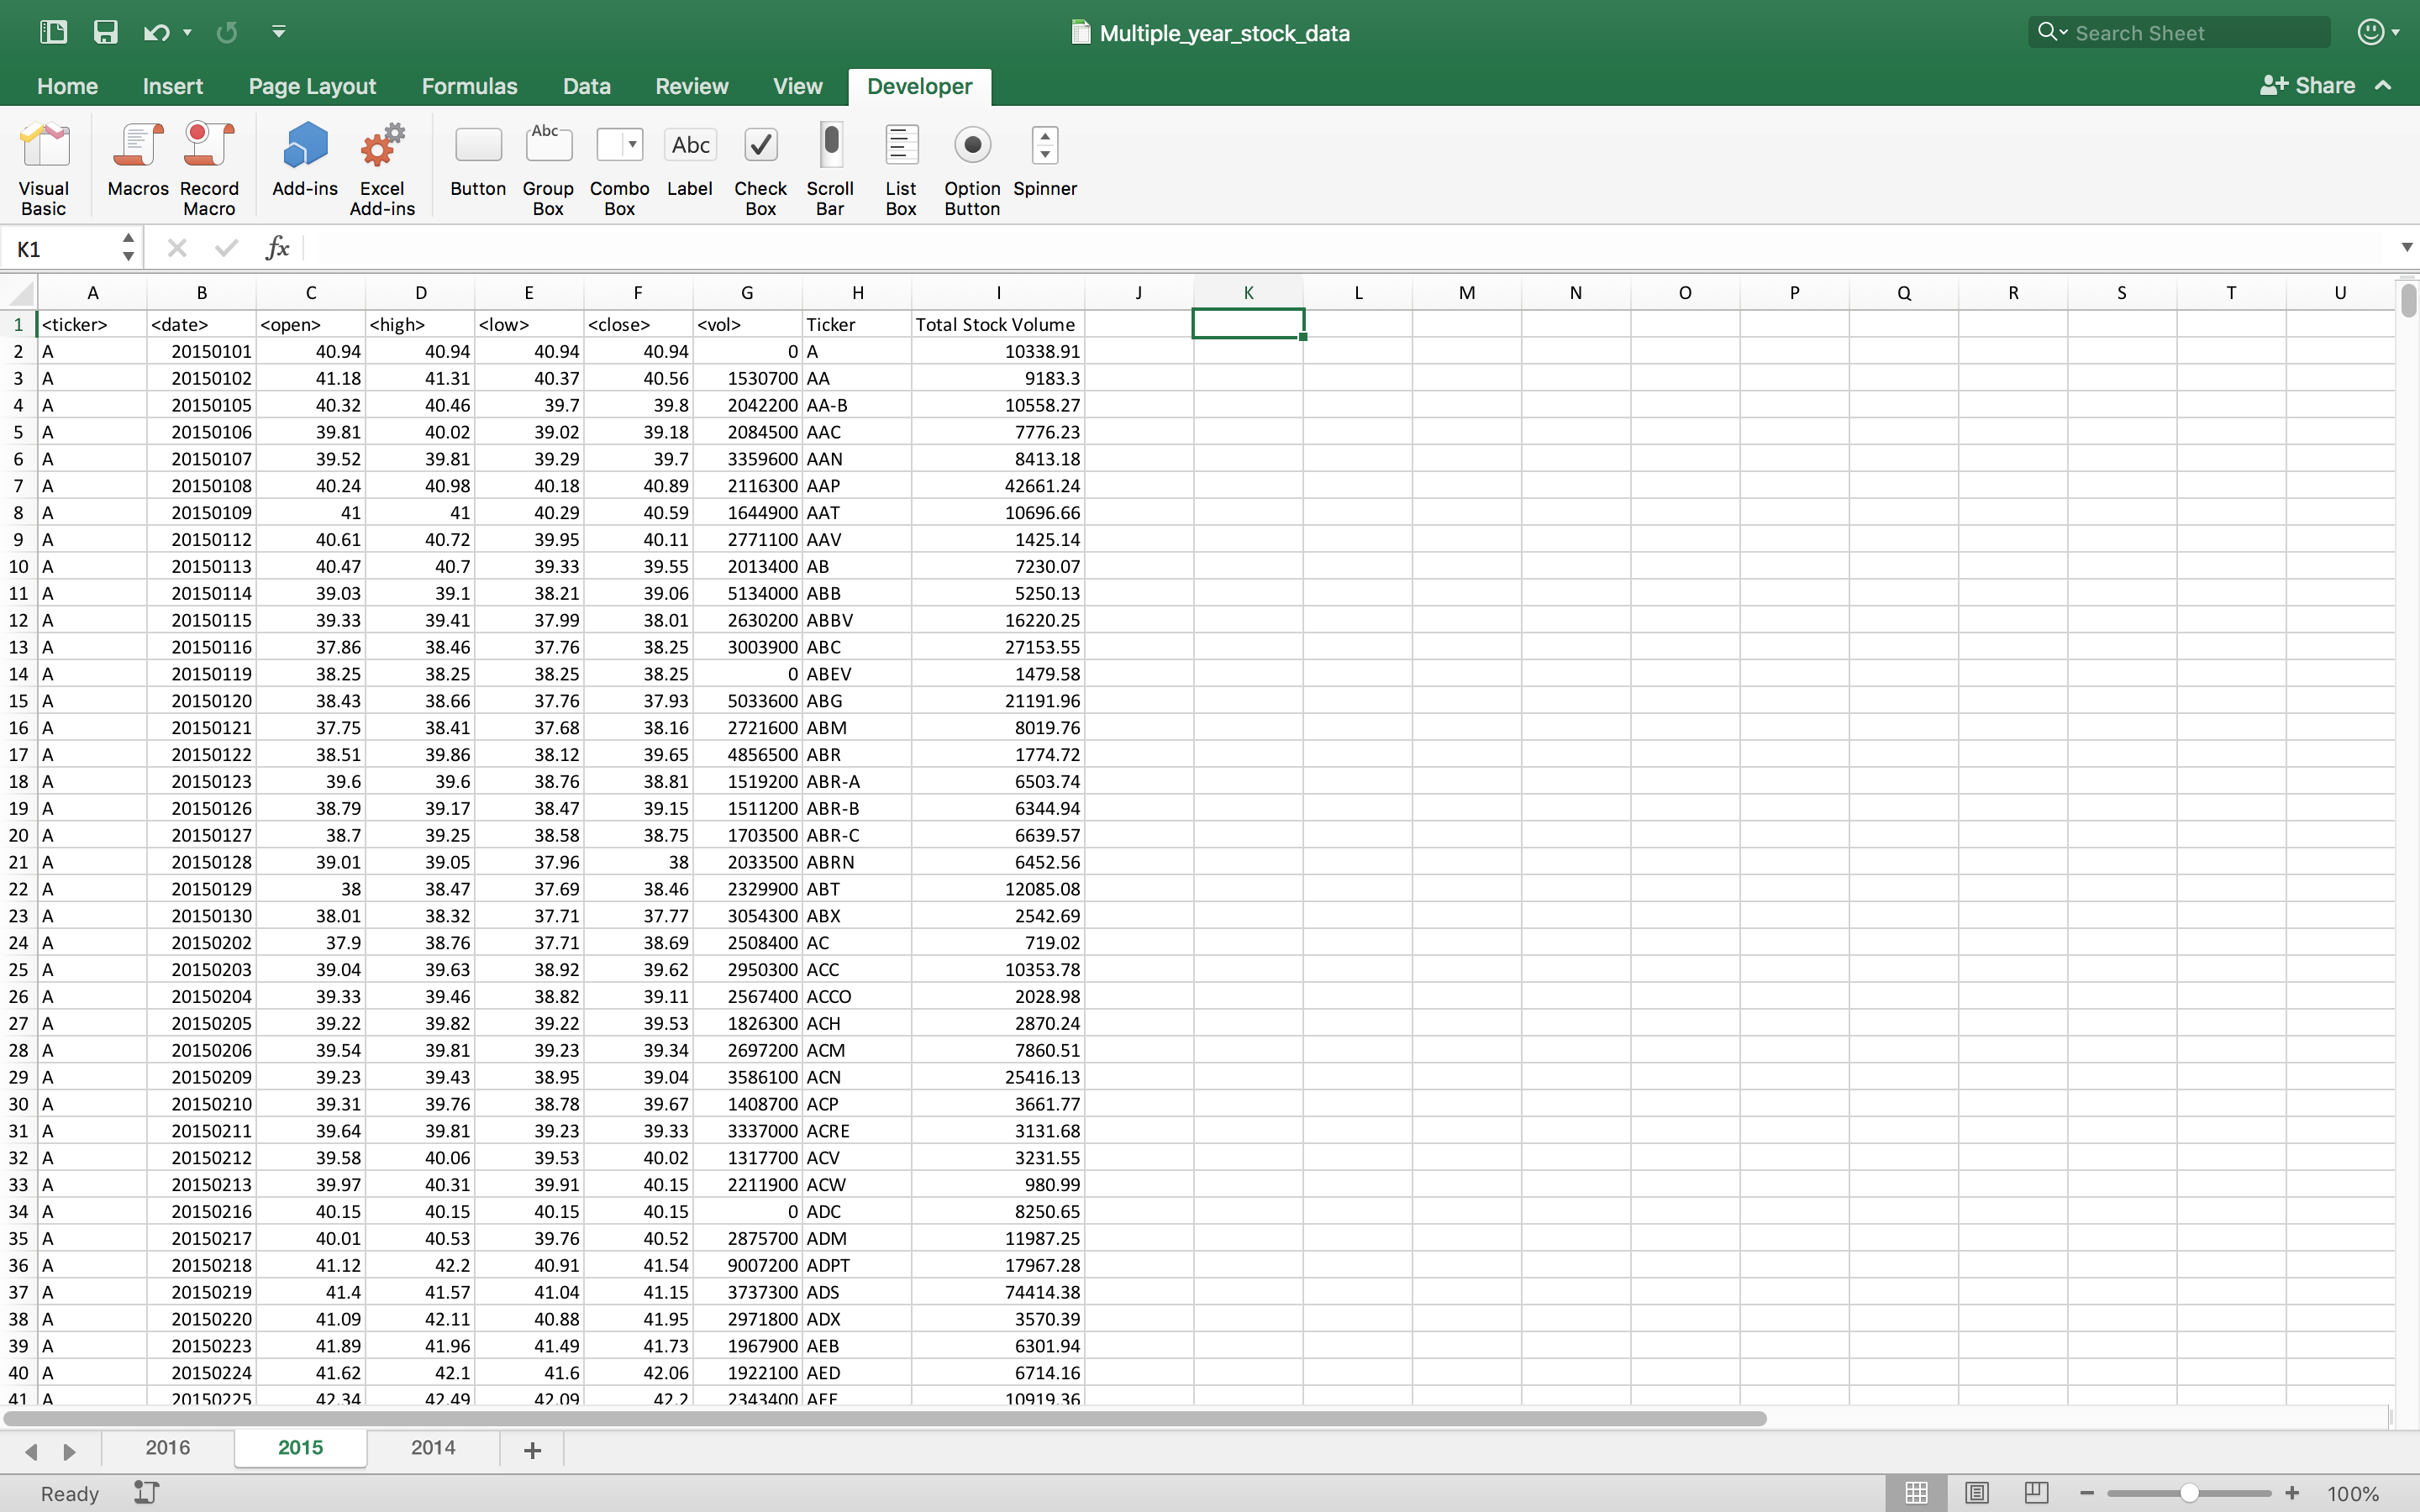 Multiple_year_stock_data
Search Sheet
Home Insert Page Layout Formulas Data Review View Developer
Share
Visual Basic
Macros
Record Macro
Add-ins
Excel Add-ins
Button
Abc
Group Box
Combo Box
Abc
Label
Check Box
Scroll Bar
List Box
Option Button
Spinner
K1
fx
A B C D E F G H I J K L M N O P Q R S T U
1 <ticker> <date> <open> <high> <low> <close> <vol> Ticker Total Stock Volume
2 A 20150101 40.94 40.94 40.94 40.94 0 A 10338.91
3 A 20150102 41.18 41.31 40.37 40.56 1530700 AA 9183.3
4 A 20150105 40.32 40.46 39.7 39.8 2042200 AA-B 10558.27
5 A 20150106 39.81 40.02 39.02 39.18 2084500 AAC 7776.23
6 A 20150107 39.52 39.81 39.29 39.7 3359600 AAN 8413.18
7 A 20150108 40.24 40.98 40.18 40.89 2116300 AAP 42661.24
8 A 20150109 41 41 40.29 40.59 1644900 AAT 10696.66
9 A 20150112 40.61 40.72 39.95 40.11 2771100 AAV 1425.14
10 A 20150113 40.47 40.7 39.33 39.55 2013400 AB 7230.07
11 A 20150114 39.03 39.1 38.21 39.06 5134000 ABB 5250.13
12 A 20150115 39.33 39.41 37.99 38.01 2630200 ABBV 16220.25
13 A 20150116 37.86 38.46 37.76 38.25 3003900 ABC 27153.55
14 A 20150119 38.25 38.25 38.25 38.25 0 ABEV 1479.58
15 A 20150120 38.43 38.66 37.76 37.93 5033600 ABG 21191.96
16 A 20150121 37.75 38.41 37.68 38.16 2721600 ABM 8019.76
17 A 20150122 38.51 39.86 38.12 39.65 4856500 ABR 1774.72
18 A 20150123 39.6 39.6 38.76 38.81 1519200 ABR-A 6503.74
19 A 20150126 38.79 39.17 38.47 39.15 1511200 ABR-B 6344.94
20 A 20150127 38.7 39.25 38.58 38.75 1703500 ABR-C 6639.57
21 A 20150128 39.01 39.05 37.96 38 2033500 ABRN 6452.56
22 A 20150129 38 38.47 37.69 38.46 2329900 ABT 12085.08
23 A 20150130 38.01 38.32 37.71 37.77 3054300 ABX 2542.69
24 A 20150202 37.9 38.76 37.71 38.69 2508400 AC 719.02
25 A 20150203 39.04 39.63 38.92 39.62 2950300 ACC 10353.78
26 A 20150204 39.33 39.46 38.82 39.11 2567400 ACCO 2028.98
27 A 20150205 39.22 39.82 39.22 39.53 1826300 ACH 2870.24
28 A 20150206 39.54 39.81 39.23 39.34 2697200 ACM 7860.51
29 A 20150209 39.23 39.43 38.95 39.04 3586100 ACN 25416.13
30 A 20150210 39.31 39.76 38.78 39.67 1408700 ACP 3661.77
31 A 20150211 39.64 39.81 39.23 39.33 3337000 ACRE 3131.68
32 A 20150212 39.58 40.06 39.53 40.02 1317700 ACV 3231.55
33 A 20150213 39.97 40.31 39.91 40.15 2211900 ACW 980.99
34 A 20150216 40.15 40.15 40.15 40.15 0 ADC 8250.65
35 A 20150217 40.01 40.53 39.76 40.52 2875700 ADM 11987.25
36 A 20150218 41.12 42.2 40.91 41.54 9007200 ADPT 17967.28
37 A 20150219 41.4 41.57 41.04 41.15 3737300 ADS 74414.38
38 A 20150220 41.09 42.11 40.88 41.95 2971800 ADX 3570.39
39 A 20150223 41.89 41.96 41.49 41.73 1967900 AEB 6301.94
40 A 20150224 41.62 42.1 41.6 42.06 1922100 AED 6714.16
41 A 20150225 42.34 42.49 42.09 42.2 2343400 10919.36
2016 2015 2014
Ready
100%